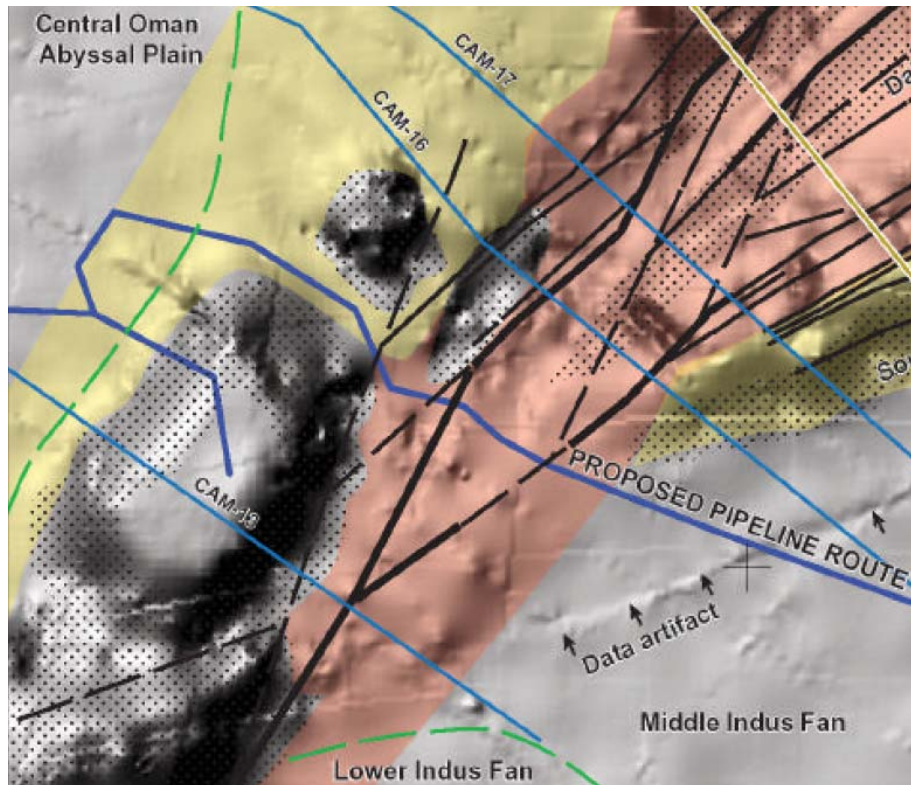 Central Oman
Abyssal Plain
CAM-17
CAM-16
CAM-13
PROPOSED PIPELINE ROUTE
Data artifact
Middle Indus Fan
Lower Indus Fan